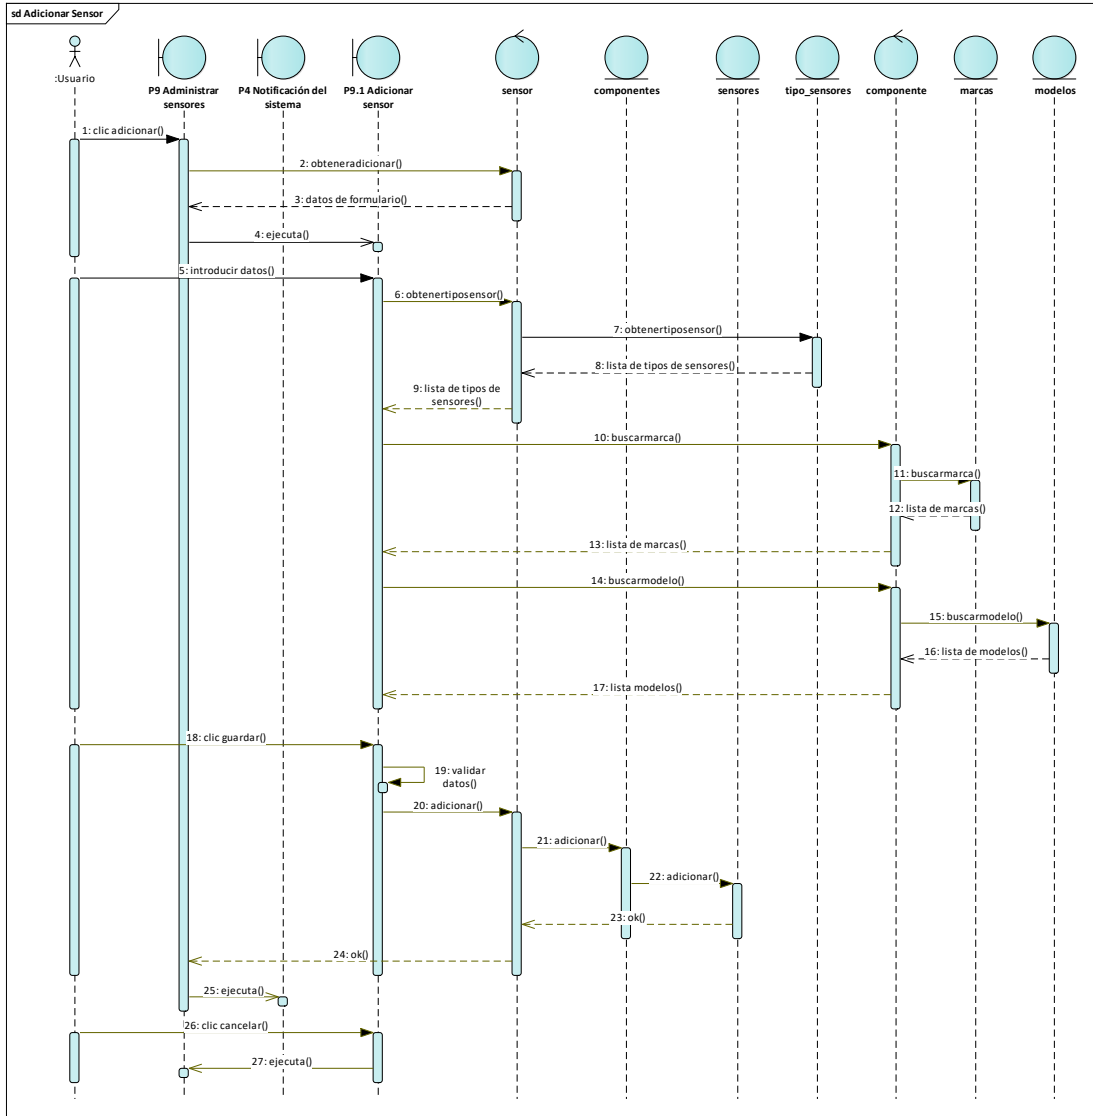 sd Adicionar Sensor
:Usuario
P9 Administrar
sensores
P4 Notificación del
sistema
P9.1 Adicionar
sensor
sensor
componentes
sensores
tipo_sensores
componente
marcas
modelos
1: clic adicionar()
2: obteneradicionar()
3: datos de formulario()
4: ejecuta()
5: introducir datos()
6: obtenertiposensor()
7: obtenertiposensor()
8: lista de tipos de sensores()
9: lista de tipos de
sensores()
10: buscarmarca()
11: buscarmarca()
12: lista de marcas()
13: lista de marcas()
14: buscarmodelo()
15: buscarmodelo()
16: lista de modelos()
17: lista modelos()
18: clic guardar()
19: validar
datos()
20: adicionar()
21: adicionar()
22: adicionar()
23: ok()
24: ok()
25: ejecuta()
26: clic cancelar()
27: ejecuta()